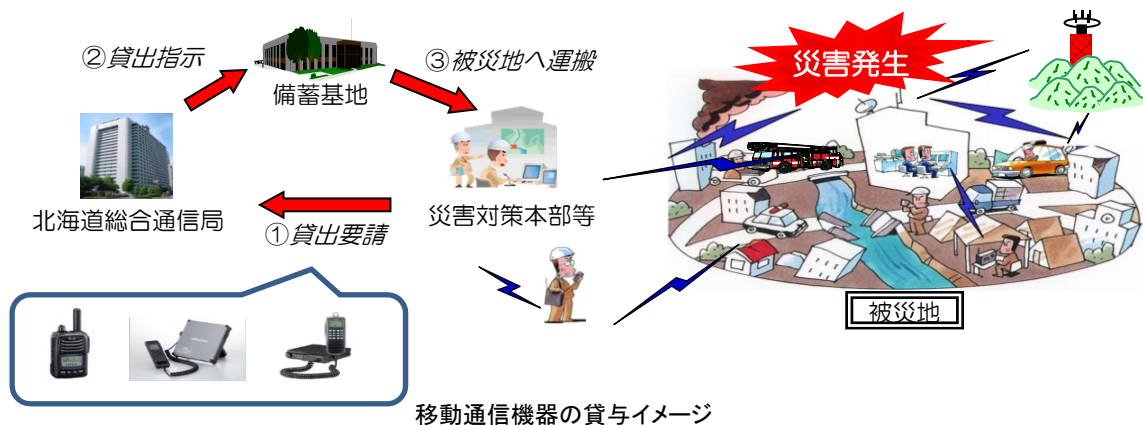 ②貸出指示
備蓄基地
③被災地へ運搬
災害発生
北海道総合通信局
①貸出要請
災害対策本部等
被災地
移動通信機器の貸与イメージ